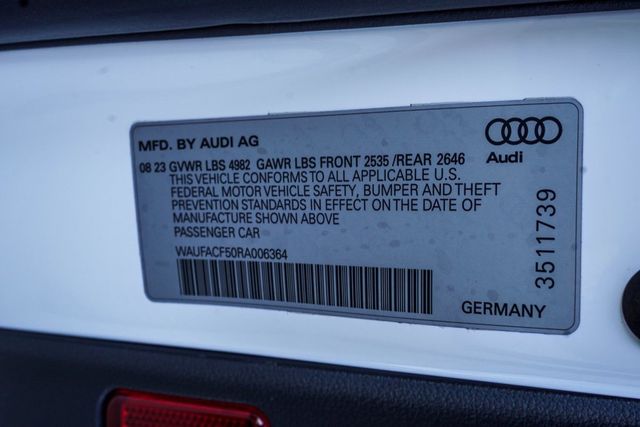 MFD. BY AUDI AG
08 23 GVWR LBS 4982 GAWR LBS FRONT 2535 /REAR 2646
THIS VEHICLE CONFORMS TO ALL APPLICABLE U.S.
FEDERAL MOTOR VEHICLE SAFETY, BUMPER AND THEFT
PREVENTION STANDARDS IN EFFECT ON THE DATE OF
MANUFACTURE SHOWN ABOVE
PASSENGER CAR
WAUFACF50RA006364
Audi
3511739
GERMANY